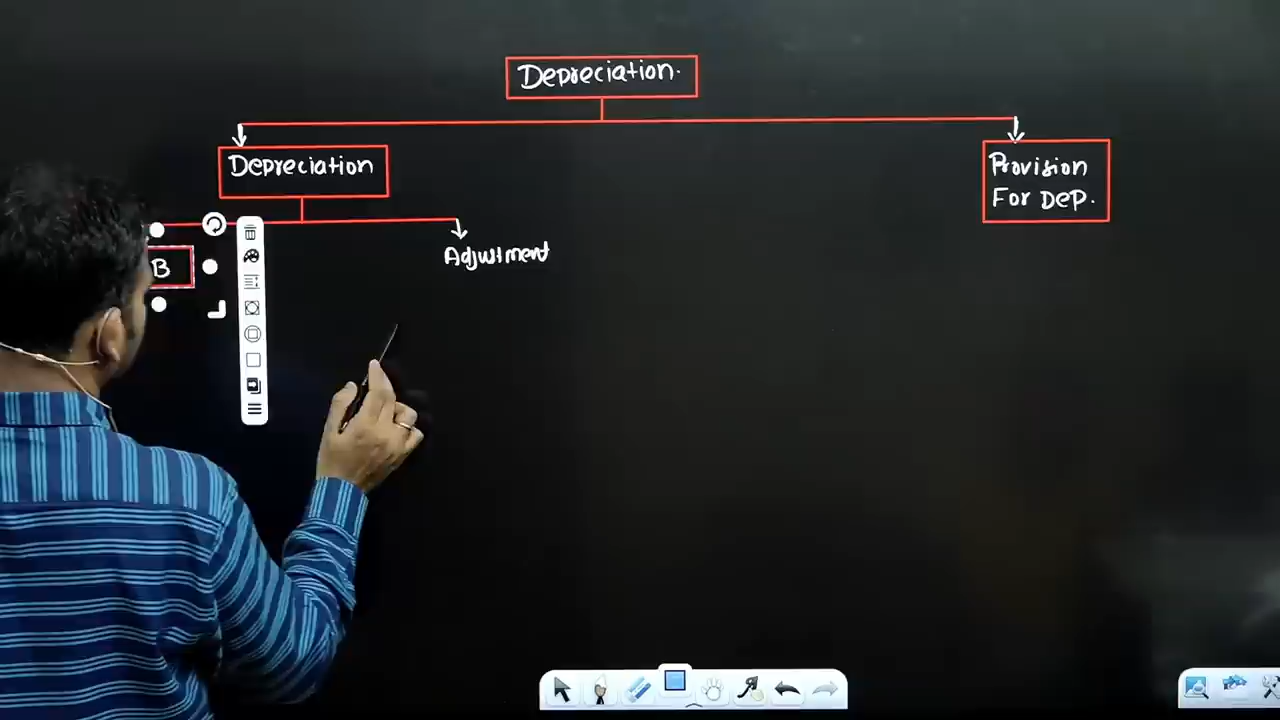 Depreciation.
Depreciation
Provision
For Dep.
B
Adjustment